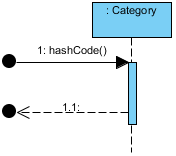 : Category
1: hashCode()
1.1: